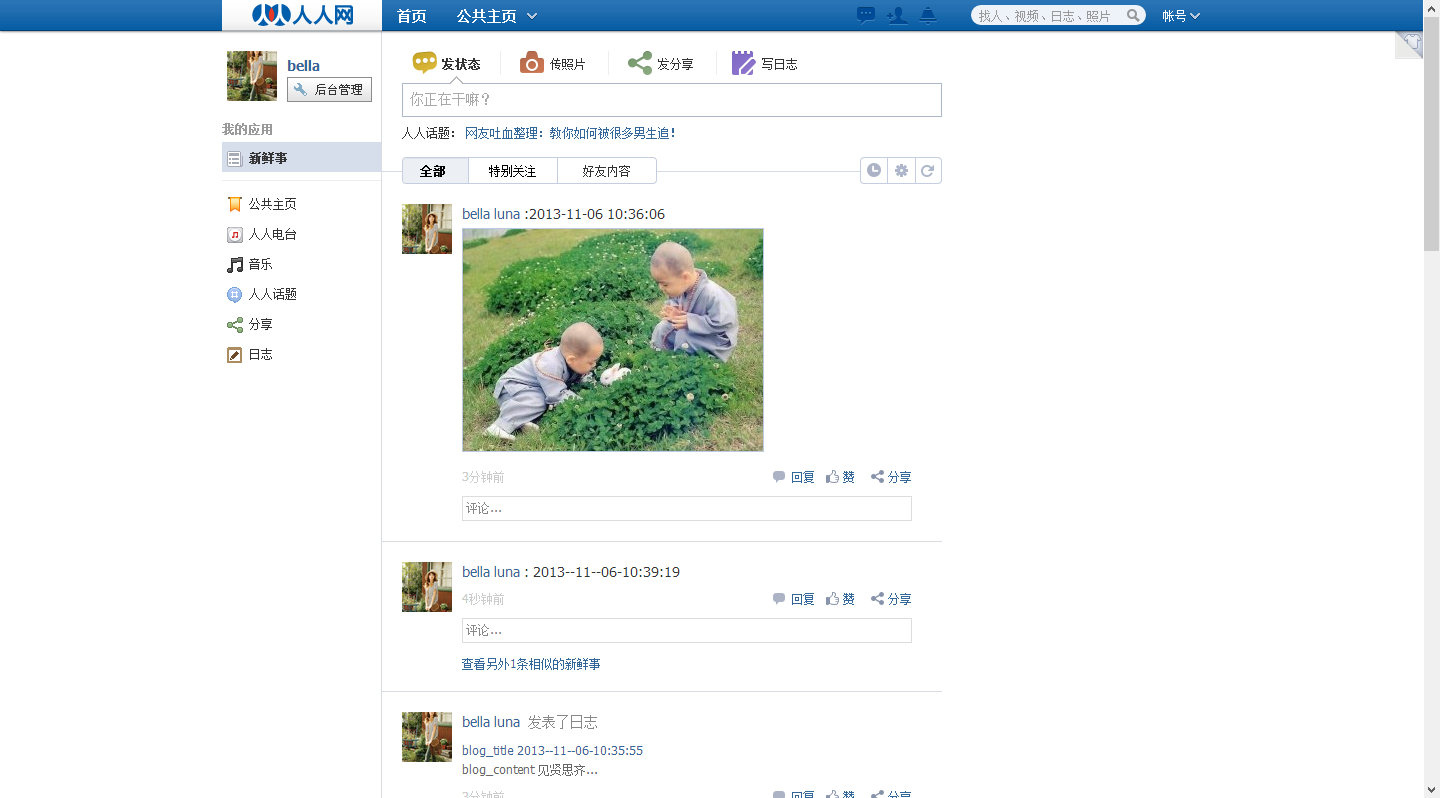 人人网 首页 公共主页 找人、视频、日志、照片 帐号
bella
后台管理
我的应用
新鲜事
公共主页
人人电台
音乐
人人话题
分享
日志
发状态 传照片 发分享 写日志
你正在干嘛？
人人话题： 网友吐血整理：教你如何被很多男生追！
全部 特别关注 好友内容
bella luna :2013-11-06 10:36:06
3分钟前 回复 赞 分享
评论...
bella luna : 2013--11--06-10:39:19
4秒钟前 回复 赞 分享
评论...
查看另外1条相似的新鲜事
bella luna 发表了日志
blog_title 2013--11--06-10:35:55
blog_content 见贤思齐...
3分钟前 回复 赞 分享